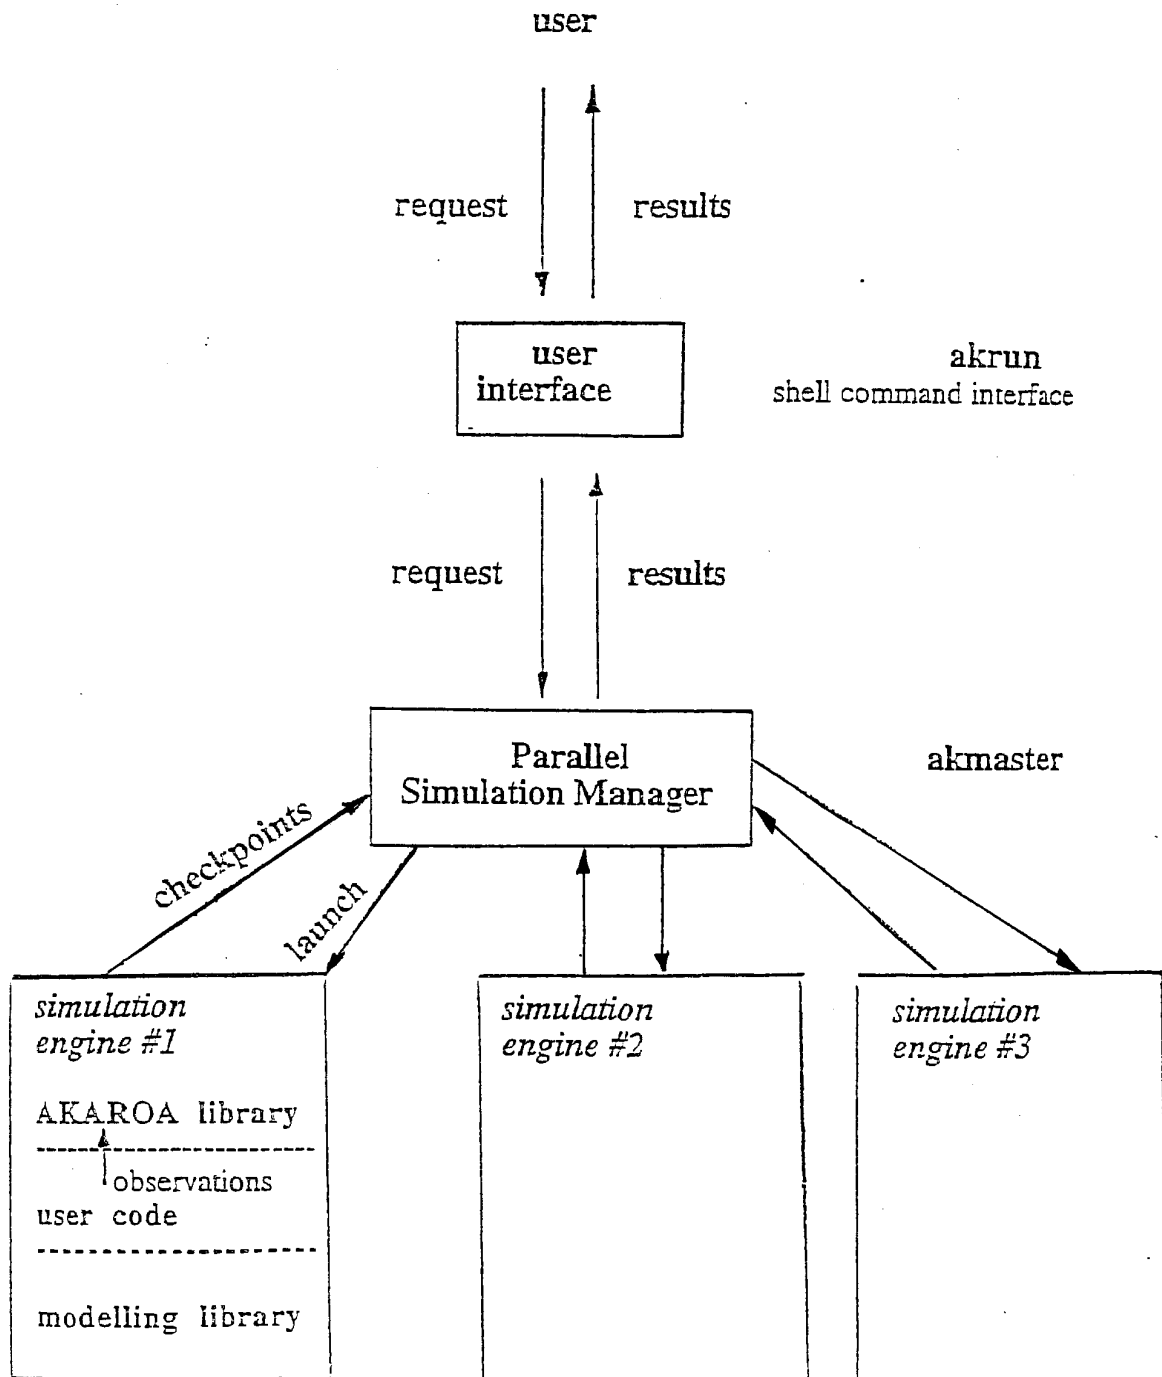 user
request
results
user
interface
akrun
shell command interface
request
results
Parallel
Simulation Manager
akmaster
checkpoints
launch
simulation
engine #1
AKAROA library
observations
user code
modelling library
simulation
engine #2
simulation
engine #3